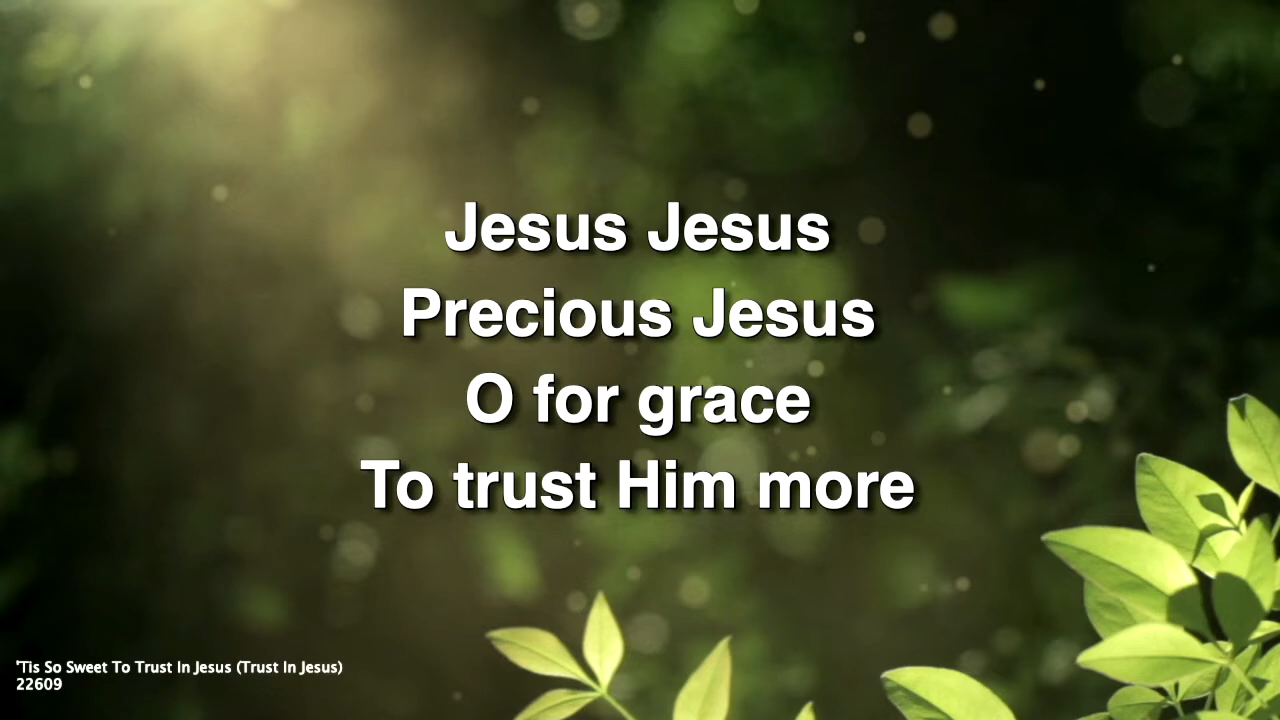 Jesus Jesus
Precious Jesus
O for grace
To trust Him more
'Tis So Sweet To Trust In Jesus (Trust In Jesus)
22609